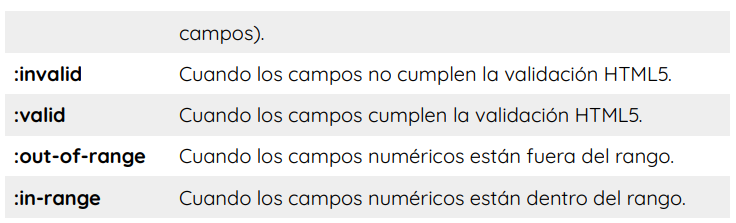 campos).
:invalid Cuando los campos no cumplen la validación HTML5.
:valid Cuando los campos cumplen la validación HTML5.
:out-of-range Cuando los campos numéricos están fuera del rango.
:in-range Cuando los campos numéricos están dentro del rango.